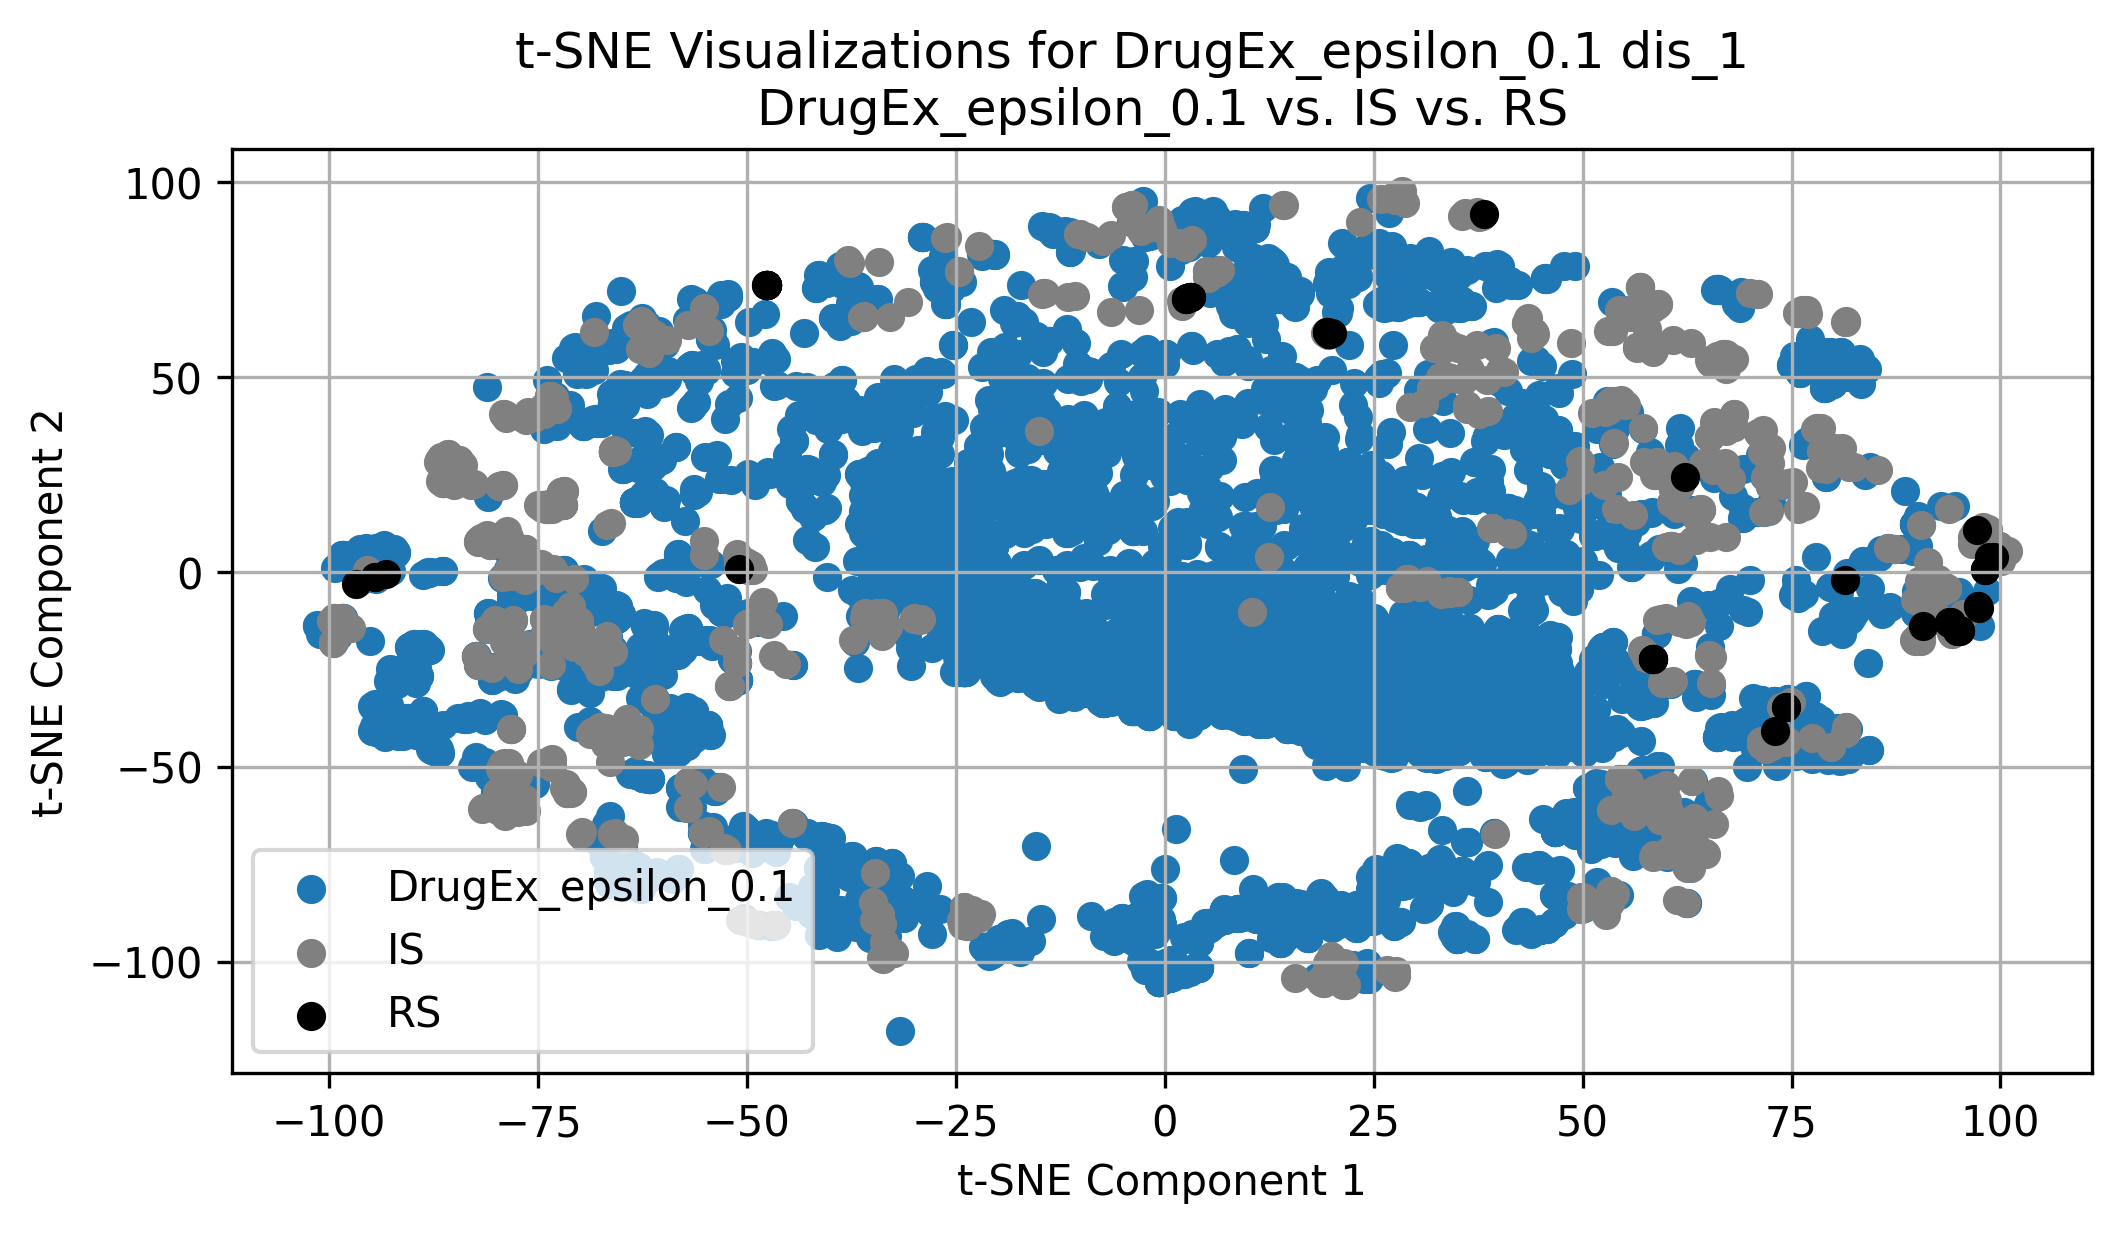 t-SNE Visualizations for DrugEx_epsilon_0.1 dis_1
DrugEx_epsilon_0.1 vs. IS vs. RS
t-SNE Component 2
100
50
0
−50
−100
DrugEx_epsilon_0.1
IS
RS
−100 −75 −50 −25 0 25 50 75 100
t-SNE Component 1